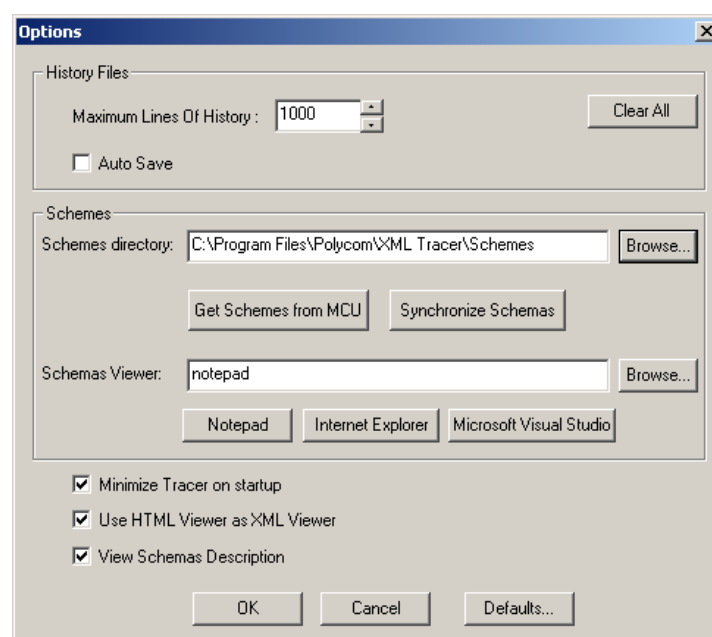 Options
History Files
Maximum Lines Of History :
1000
Clear All
Auto Save
Schemes
Schemes directory:
C:\Program Files\Polycom\XML Tracer\Schemes
Browse...
Get Schemes from MCU
Synchronize Schemas
Schemas Viewer:
notepad
Browse...
Notepad
Internet Explorer
Microsoft Visual Studio
Minimize Tracer on startup
Use HTML Viewer as XML Viewer
View Schemas Description
OK
Cancel
Defaults...